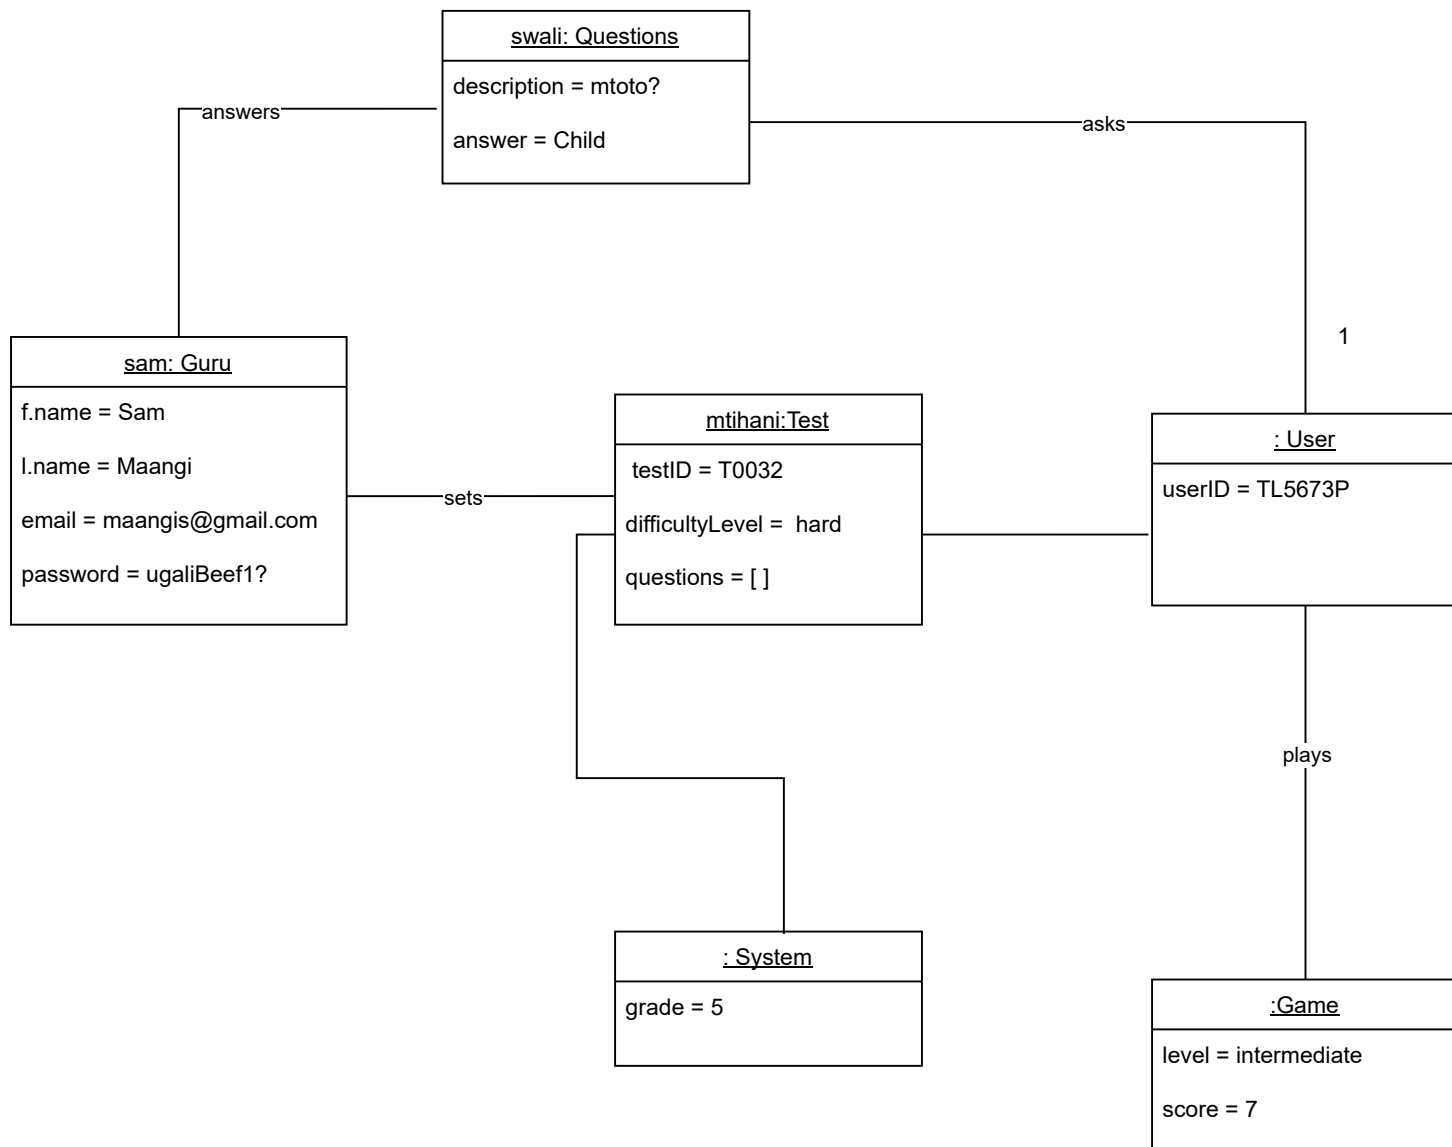 swali: Questions
description = mtoto?
answer = Child
answers
asks
1
sam: Guru
f.name = Sam
l.name = Maangi
email = maangis@gmail.com
password = ugaliBeef1?
sets
mtihani:Test
testID = T0032
difficultyLevel =  hard
questions = [ ]
: User
userID = TL5673P
plays
: System
grade = 5
:Game
level = intermediate
score = 7